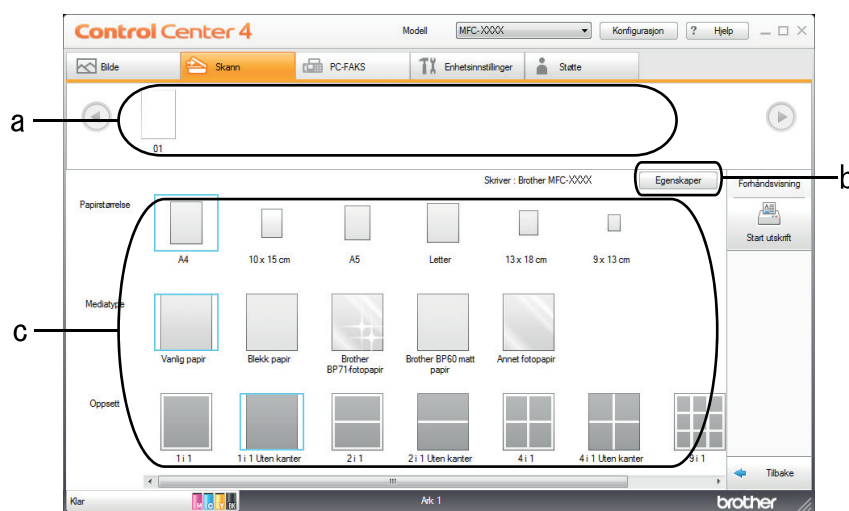 Control Center 4
Modell
MFC-XXXX
Konfigurasjon
? Hjelp
Bilde
Skann
PC-FAKS
Enhetsinnstillinger
Støtte
a
01
Skriver : Brother MFC-XXXX
Egenskaper
b
Forhåndsvisning
Start utskrift
Papirstørrelse
A4
10 x 15 cm
A5
Letter
13 x 18 cm
9 x 13 cm
c
Mediatype
Vanlig papir
Blekk papir
Brother
BP71-fotopapir
Brother BP60 matt
papir
Annet fotopapir
Oppsett
1 i 1
1 i 1 Uten kanter
2 i 1
2 i 1 Uten kanter
4 i 1
4 i 1 Uten kanter
9 i 1
Tilbake
Klar
M C Y BK
Ark 1
brother